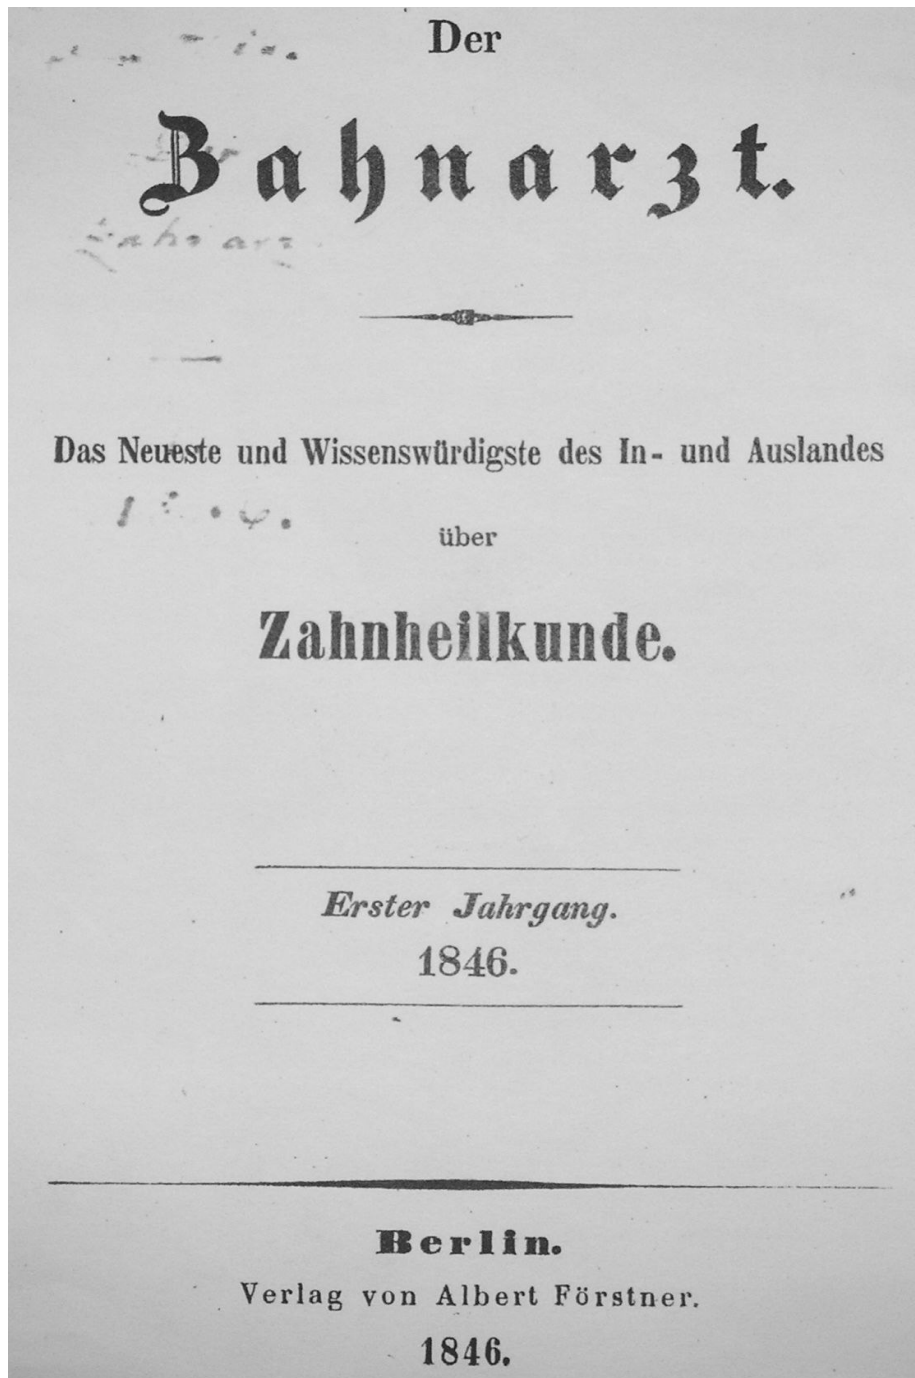 Der
Zahnarzt.
Das Neueste und Wissenswürdigste des In- und Auslandes
über
Zahnheilkunde.
Erster Jahrgang.
1846.
Berlin.
Verlag von Albert Förstner.
1846.